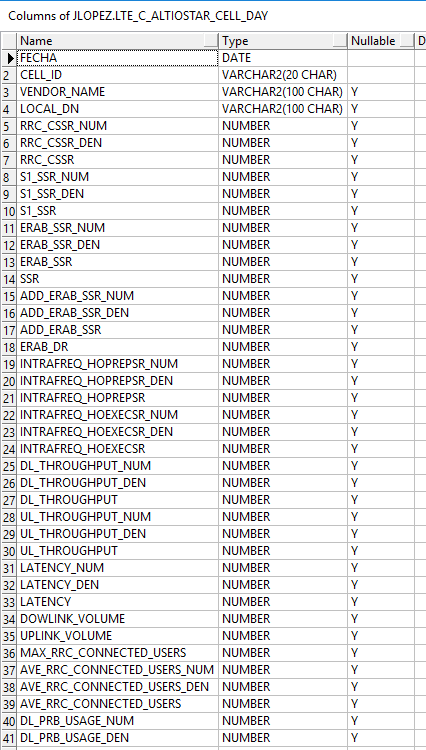 Columns of JLOPEZ.LTE_C_ALTIOSTAR_CELL_DAY
Name Type Nullable D
FECHA DATE
2 CELL_ID VARCHAR2(20 CHAR)
3 VENDOR_NAME VARCHAR2(100 CHAR) Y
4 LOCAL_DN VARCHAR2(100 CHAR) Y
5 RRC_CSSR_NUM NUMBER Y
6 RRC_CSSR_DEN NUMBER Y
7 RRC_CSSR NUMBER Y
8 S1_SSR_NUM NUMBER Y
9 S1_SSR_DEN NUMBER Y
10 S1_SSR NUMBER Y
11 ERAB_SSR_NUM NUMBER Y
12 ERAB_SSR_DEN NUMBER Y
13 ERAB_SSR NUMBER Y
14 SSR NUMBER Y
15 ADD_ERAB_SSR_NUM NUMBER Y
16 ADD_ERAB_SSR_DEN NUMBER Y
17 ADD_ERAB_SSR NUMBER Y
18 ERAB_DR NUMBER Y
19 INTRAFREQ_HOPREPSR_NUM NUMBER Y
20 INTRAFREQ_HOPREPSR_DEN NUMBER Y
21 INTRAFREQ_HOPREPSR NUMBER Y
22 INTRAFREQ_HOEXECSR_NUM NUMBER Y
23 INTRAFREQ_HOEXECSR_DEN NUMBER Y
24 INTRAFREQ_HOEXECSR NUMBER Y
25 DL_THROUGHPUT_NUM NUMBER Y
26 DL_THROUGHPUT_DEN NUMBER Y
27 DL_THROUGHPUT NUMBER Y
28 UL_THROUGHPUT_NUM NUMBER Y
29 UL_THROUGHPUT_DEN NUMBER Y
30 UL_THROUGHPUT NUMBER Y
31 LATENCY_NUM NUMBER Y
32 LATENCY_DEN NUMBER Y
33 LATENCY NUMBER Y
34 DOWLINK_VOLUME NUMBER Y
35 UPLINK_VOLUME NUMBER Y
36 MAX_RRC_CONNECTED_USERS NUMBER Y
37 AVE_RRC_CONNECTED_USERS_NUM NUMBER Y
38 AVE_RRC_CONNECTED_USERS_DEN NUMBER Y
39 AVE_RRC_CONNECTED_USERS NUMBER Y
40 DL_PRB_USAGE_NUM NUMBER Y
41 DL_PRB_USAGE_DEN NUMBER Y